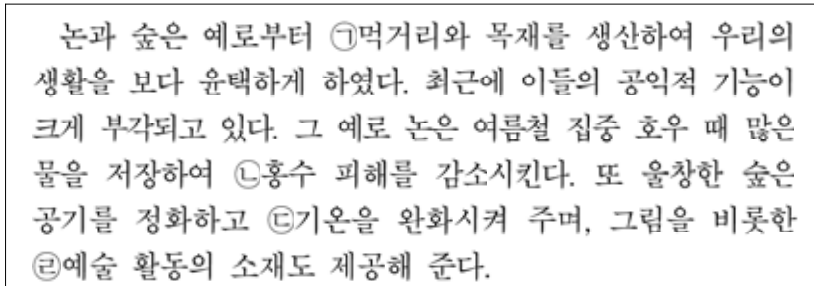 논과 숲은 예로부터 ㉠먹거리와 목재를 생산하여 우리의
생활을 보다 윤택하게 하였다. 최근에 이들의 공익적 기능이
크게 부각되고 있다. 그 예로 논은 여름철 집중 호우 때 많은
물을 저장하여 ㉡홍수 피해를 감소시킨다. 또 울창한 숲은
공기를 정화하고 ㉢기온을 완화시켜 주며, 그림을 비롯한
㉣예술 활동의 소재도 제공해 준다.